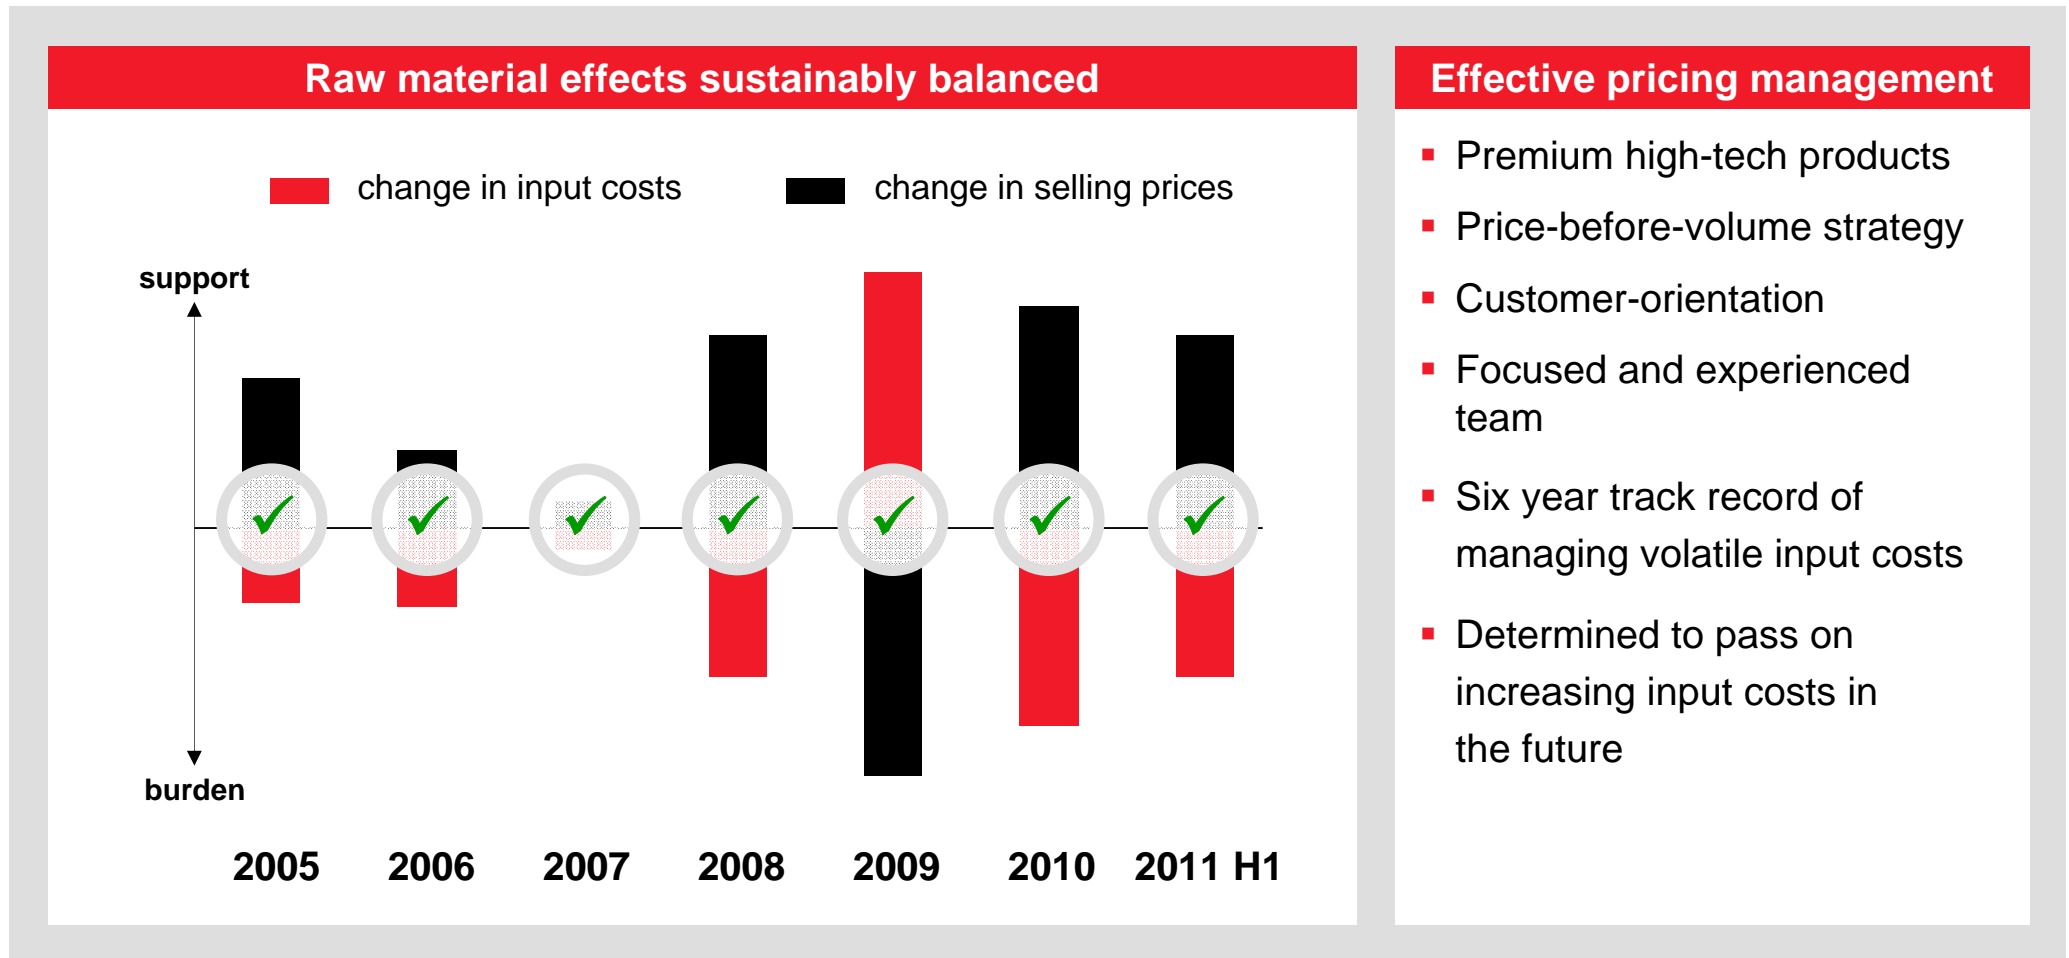 Raw material effects sustainably balanced
change in input costs
change in selling prices
support
burden
2005
2006
2007
2008
2009
2010
2011 H1
Effective pricing management
Premium high-tech products
Price-before-volume strategy
Customer-orientation
Focused and experienced
team
Six year track record of
managing volatile input costs
Determined to pass on
increasing input costs in
the future